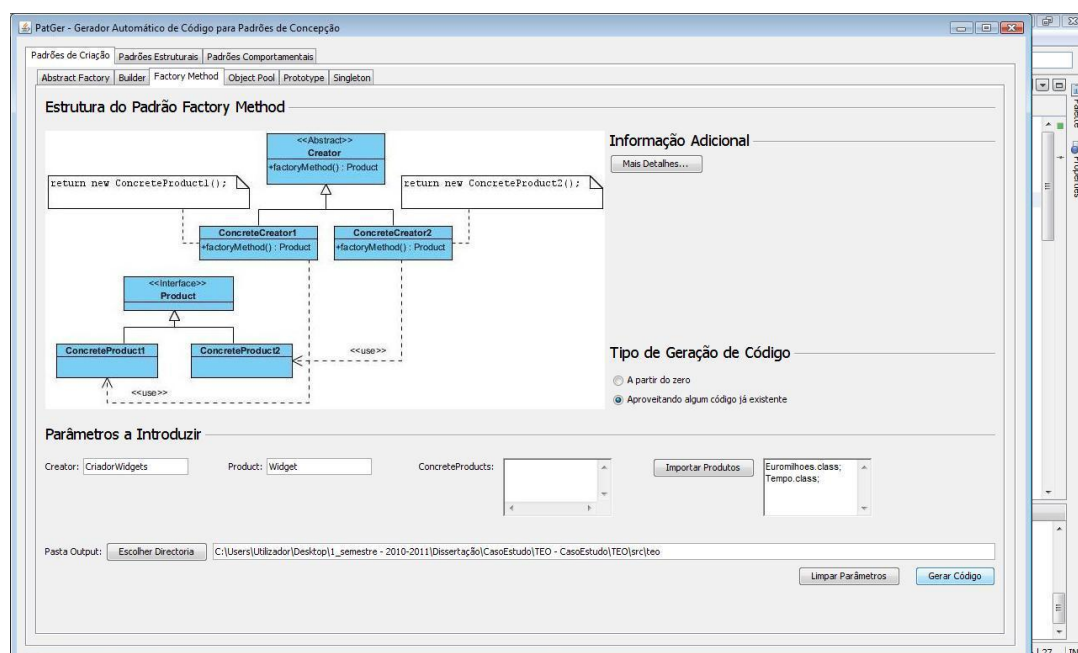 PatGer - Gerador Automático de Código para Padrões de Concepção
Padrões de Criação Padrões Estruturais Padrões Comportamentais
Abstract Factory Builder Factory Method Object Pool Prototype Singleton
Estrutura do Padrão Factory Method
<<Abstract>>
Creator
+factoryMethod() : Product
return new ConcreteProduct1();
return new ConcreteProduct2();
ConcreteCreator1
+factoryMethod() : Product
ConcreteCreator2
+factoryMethod() : Product
<<Interface>>
Product
ConcreteProduct1
ConcreteProduct2
<<use>>
<<use>>
Informação Adicional
Mais Detalhes...
Tipo de Geração de Código
A partir do zero
Aproveitando algum código já existente
Parâmetros a Introduzir
Creator: CriadorWidgets Product: Widget ConcreteProducts: Importar Produtos
Euromilhoes.class;
Tempo.class;
Pasta Output: Escolher Directoria C:\Users\Utilizador\Desktop\1_semestre - 2010-2011\Dissertação\CasoEstudo\TEO - CasoEstudo\TEO\src\teo
Limpar Parâmetros Gerar Código
Palette
Properties